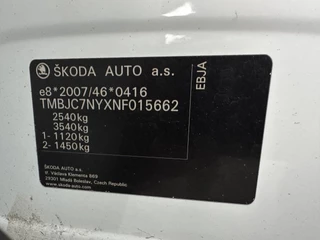 ŠKODA AUTO a.s.
EBJA
e8*2007/46*0416
TMBJC7NYXNF015662
2540kg
3540kg
1- 1120kg
2- 1450kg
ŠKODA AUTO a.s.
tř. Václava Klementa 869
29301 Mladá Boleslav, Czech Republic
www.skoda-auto.com